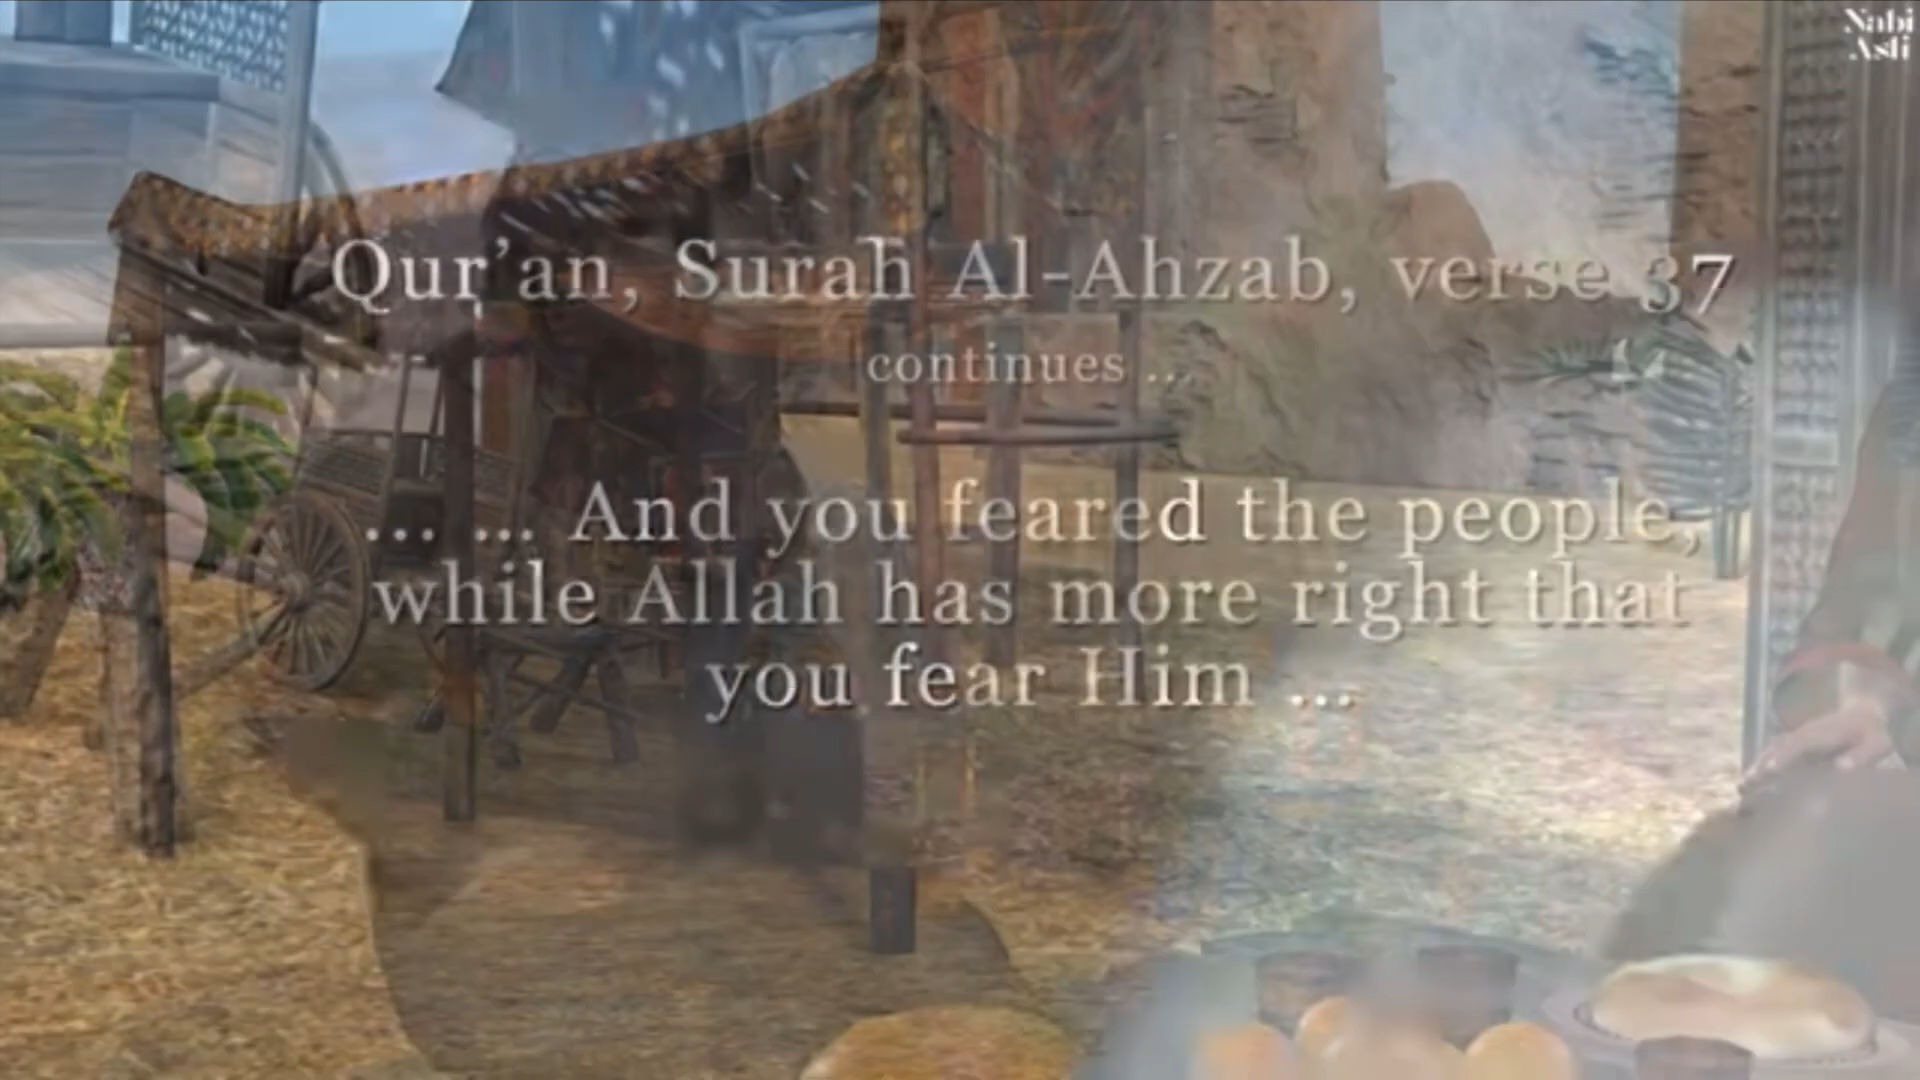 Nabi
Asli
Qur’an, Surah Al-Ahzab, verse 37
continues ...
... ... And you feared the people,
while Allah has more right that
you fear Him ...